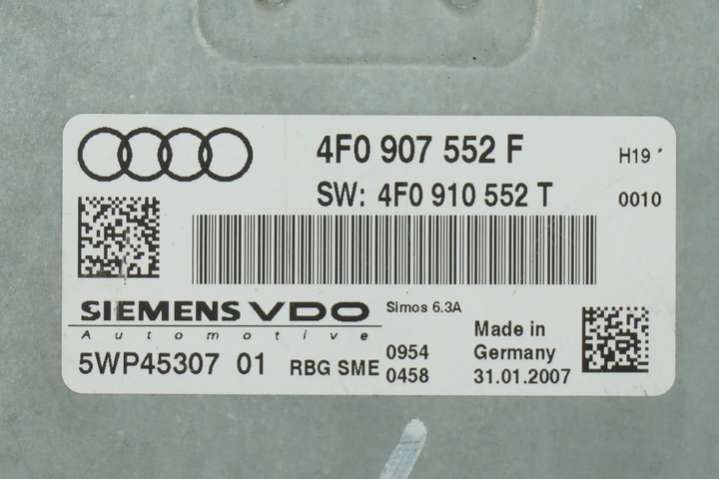 4F0 907 552 F H19
SW: 4F0 910 552 T 0010
SIEMENS VDO Simos 6.3A
Automotive
5WP45307 01 RBG SME 0954
0458
Made in
Germany
31.01.2007